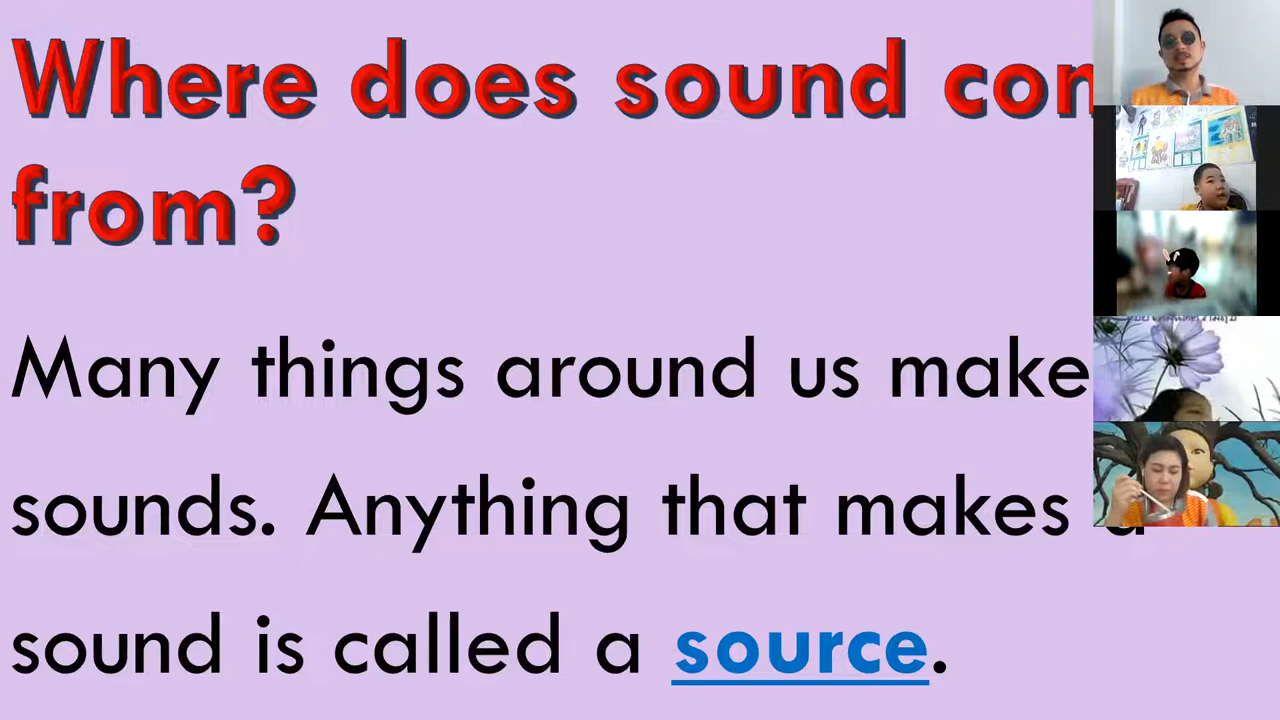 Where does sound con
from?
Many things around us make
sounds. Anything that makes a
sound is called a source.